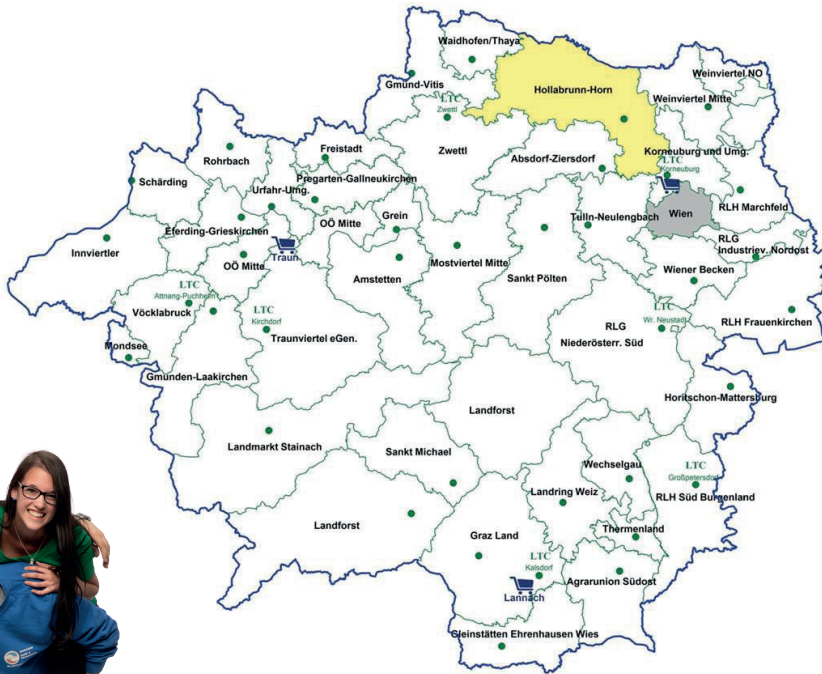 Waidhofen/Thaya
Weinviertel NO
Gmünd-Vitis
Hollabrunn-Horn
LTC
Zwettl
Weinviertel Mitte
Rohrbach
Freistadt
Zwettl
Absdorf-Ziersdorf
Korneuburg und Umg.
LTC
Korneuburg
Schärding
Pregarten-Gallneukirchen
Urfahr-Umg.
RLH Marchfeld
Grein
OÖ Mitte
Tulln-Neulengbach
Wien
Eferding-Grieskirchen
RLG
Industriev. Nordost
Innviertler
Traun
OÖ Mitte
Mostviertel Mitte
Wiener Becken
Amstetten
Sankt Pölten
LTC
Attnang-Puchheim
Vöcklabruck
LTC
Kirchdorf
LTC
Wr. Neustadt
RLH Frauenkirchen
RLG
Niederösterr. Süd
Traunviertel eGen.
Mondsee
Gmunden-Laakirchen
Horitschon-Mattersburg
Landforst
Landmarkt Stainach
Sankt Michael
Wechselgau
LTC
Großpetersdorf
RLH Süd Burgenland
Landring Weiz
Landforst
Thermenland
Graz Land
LTC
Kalsdorf
Agrarunion Südost
Lannach
Gleinstätten Ehrenhausen Wies